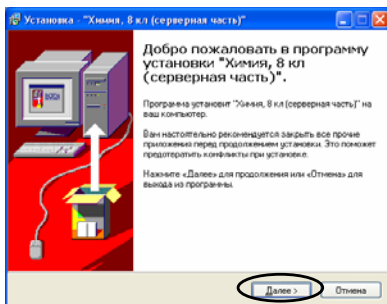 Установка - "Химия, 8 кл (серверная часть)"
Добро пожаловать в программу
установки "Химия, 8 кл
(серверная часть)".
Программа установит "Химия, 8 кл (серверная часть)" на
ваш компьютер.
Вам настоятельно рекомендуется закрыть все прочие
приложения перед продолжением установки. Это поможет
предотвратить конфликты при установке.
Нажмите «Далее» для продолжения или «Отмена» для
выхода из программы.
Далее >
Отмена